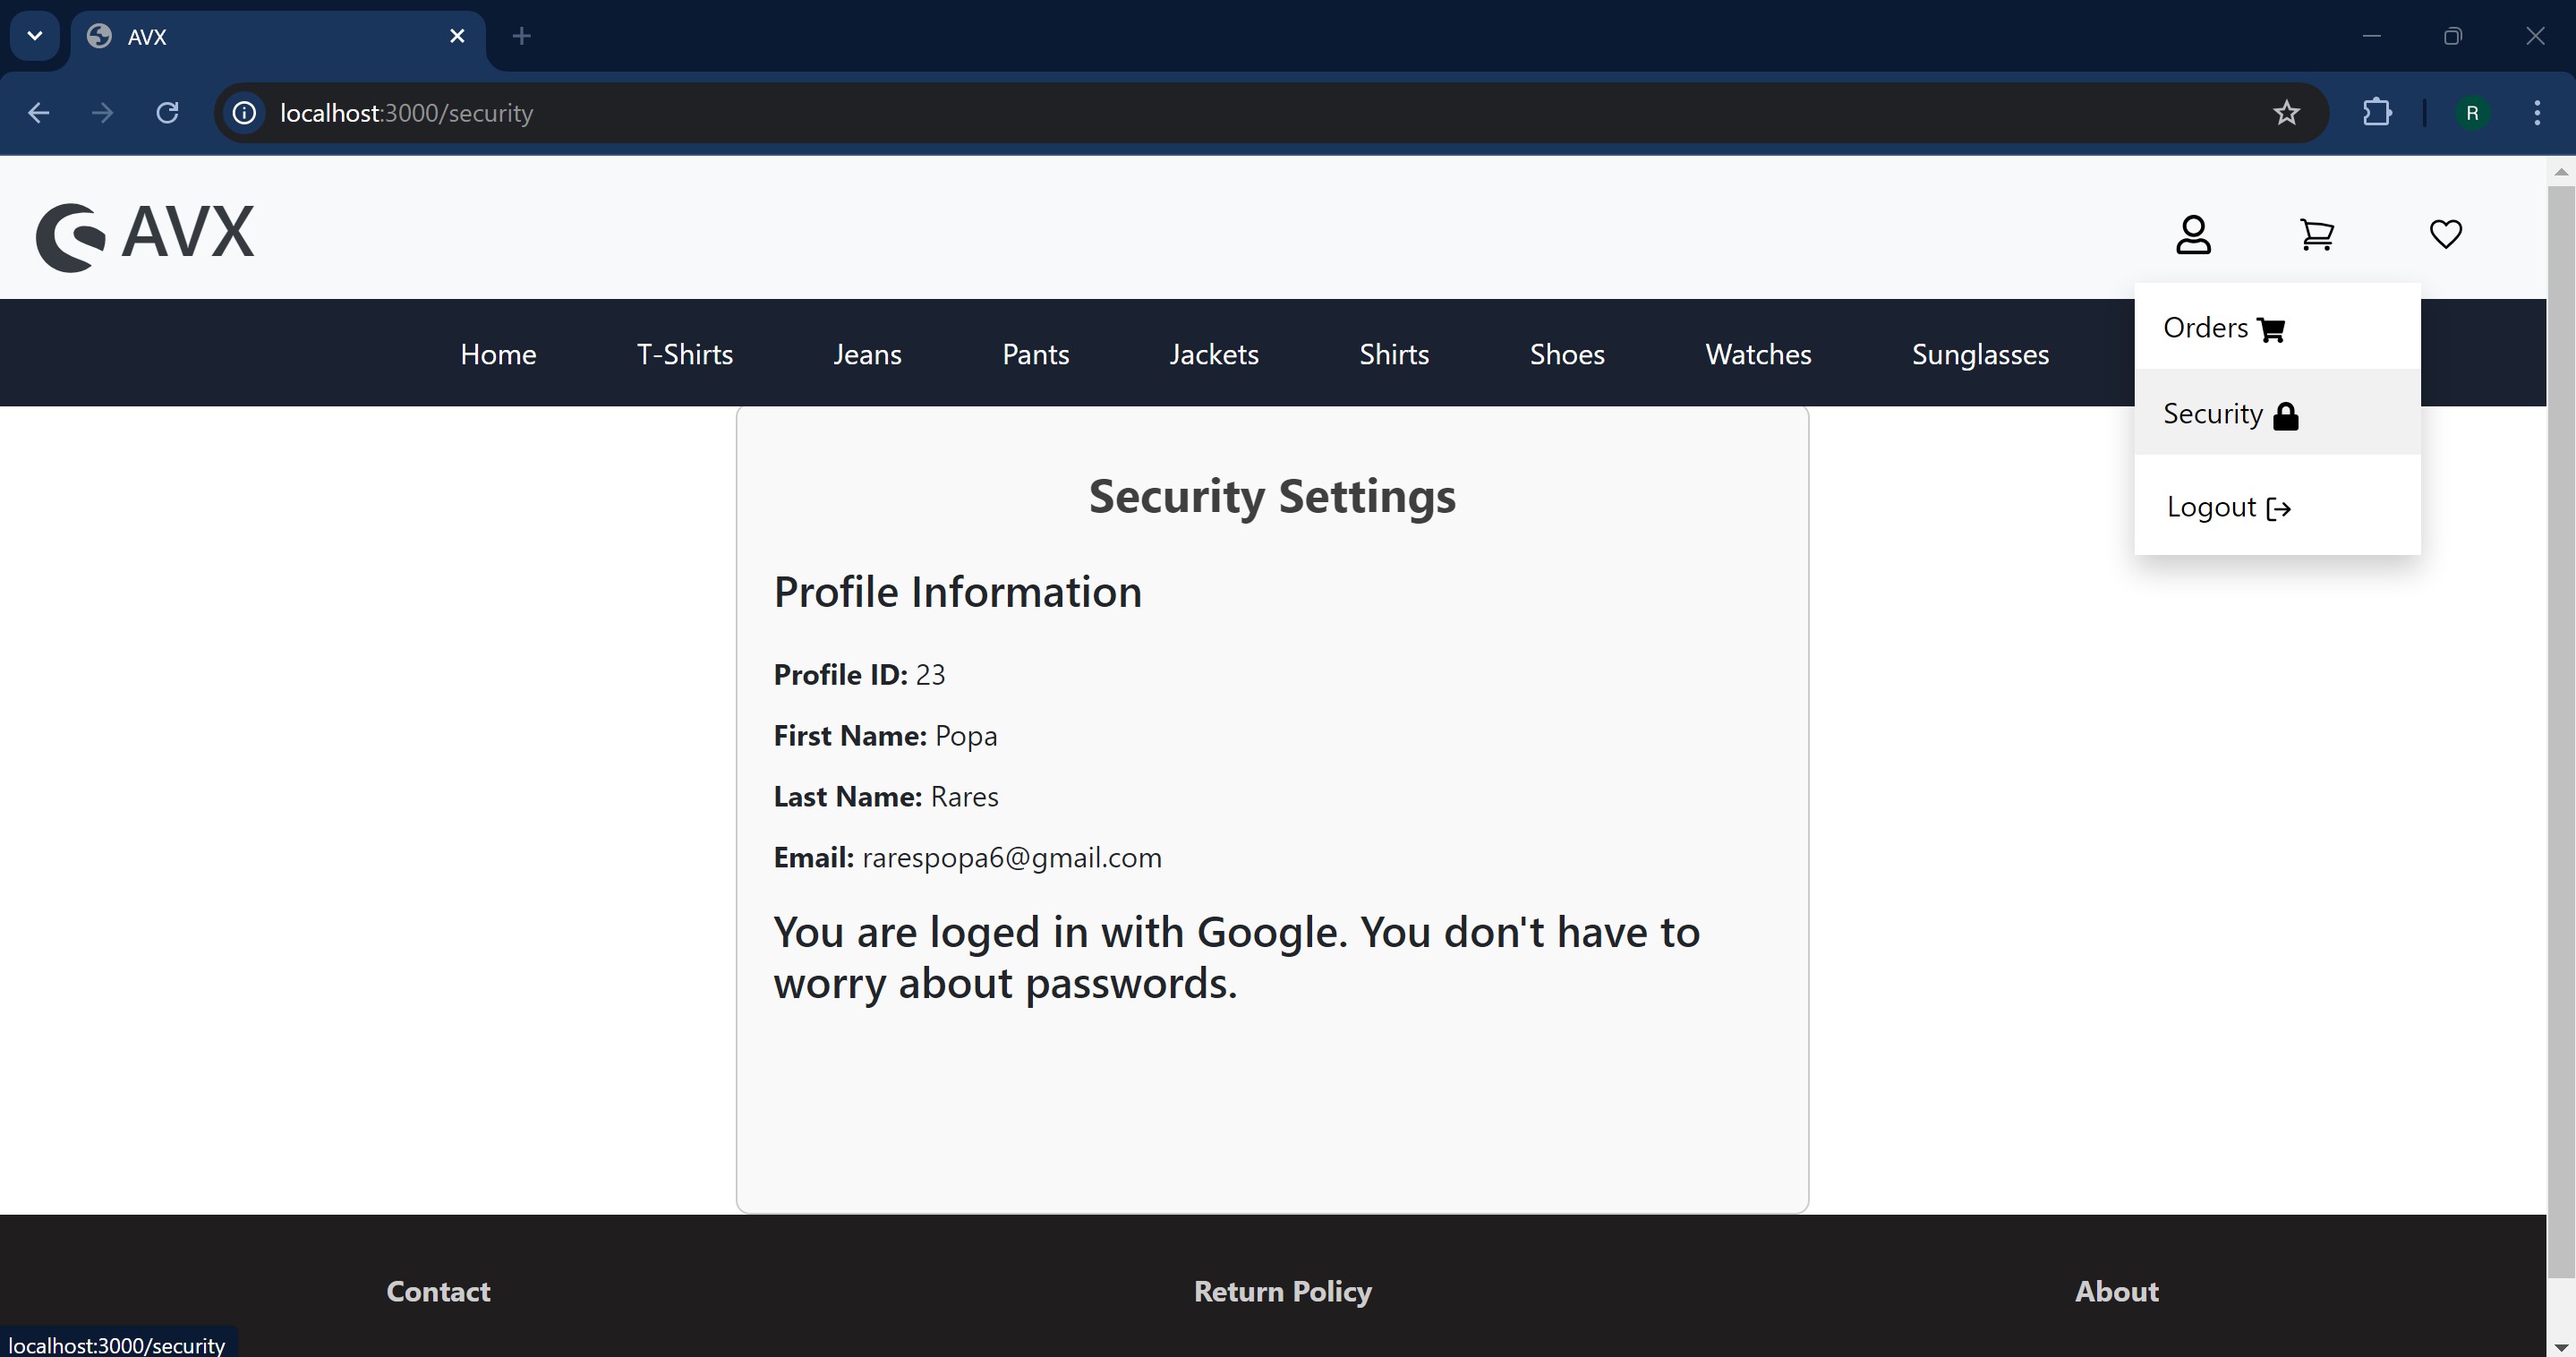 AVX
localhost:3000/security
R
AVX
Home T-Shirts Jeans Pants Jackets Shirts Shoes Watches Sunglasses
Orders
Security
Logout
Security Settings
Profile Information
Profile ID: 23
First Name: Popa
Last Name: Rares
Email: rarespopa6@gmail.com
You are loged in with Google. You don't have to
worry about passwords.
Contact Return Policy About
localhost:3000/security